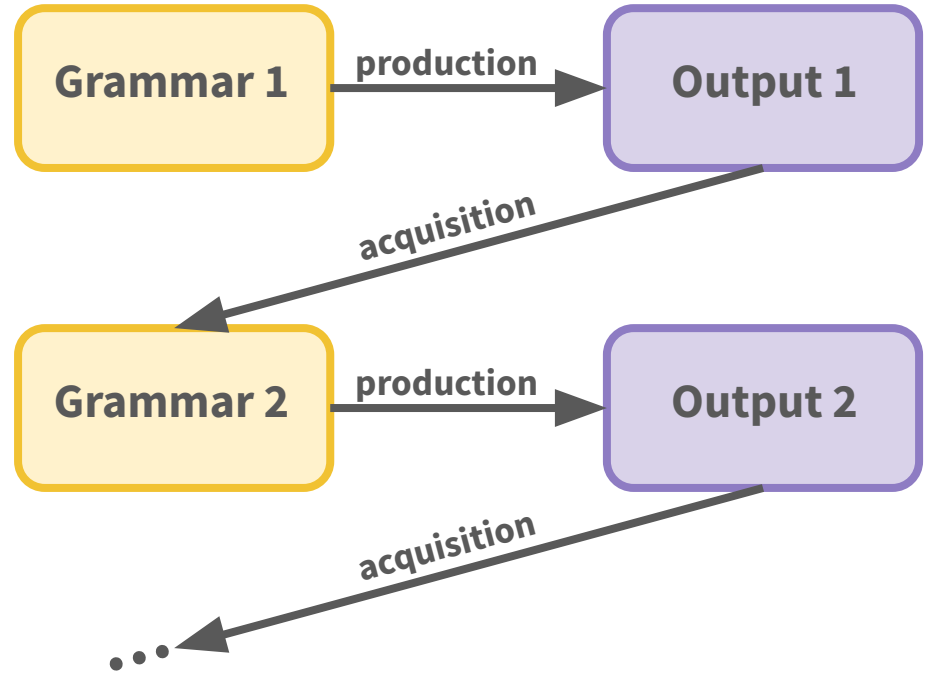 Grammar 1
production
Output 1
acquisition
Grammar 2
production
Output 2
acquisition
...